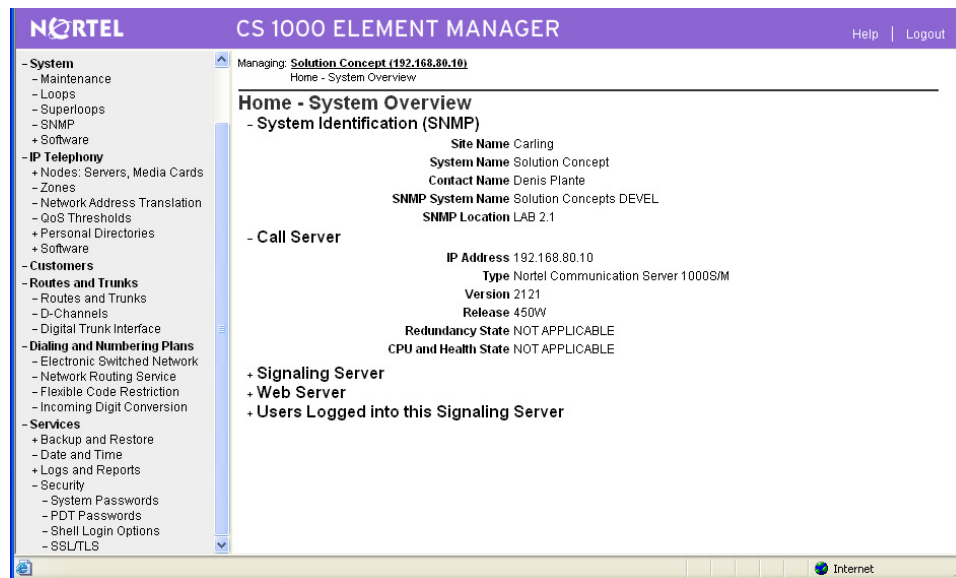 NORTEL
CS 1000 ELEMENT MANAGER
Help | Logout
- System
- Maintenance
- Loops
- Superloops
- SNMP
+ Software
- IP Telephony
+ Nodes: Servers, Media Cards
- Zones
- Network Address Translation
- QoS Thresholds
+ Personal Directories
+ Software
- Customers
- Routes and Trunks
- Routes and Trunks
- D-Channels
- Digital Trunk Interface
- Dialing and Numbering Plans
- Electronic Switched Network
- Network Routing Service
- Flexible Code Restriction
- Incoming Digit Conversion
- Services
+ Backup and Restore
- Date and Time
+ Logs and Reports
- Security
- System Passwords
- PDT Passwords
- Shell Login Options
- SSL/TLS
Managing: Solution Concept (192.168.80.10)
Home - System Overview
Home - System Overview
- System Identification (SNMP)
Site Name Carling
System Name Solution Concept
Contact Name Denis Plante
SNMP System Name Solution Concepts DEVEL
SNMP Location LAB 2.1
- Call Server
IP Address 192.168.80.10
Type Nortel Communication Server 1000S/M
Version 2121
Release 450W
Redundancy State NOT APPLICABLE
CPU and Health State NOT APPLICABLE
+ Signaling Server
+ Web Server
+ Users Logged into this Signaling Server
Internet